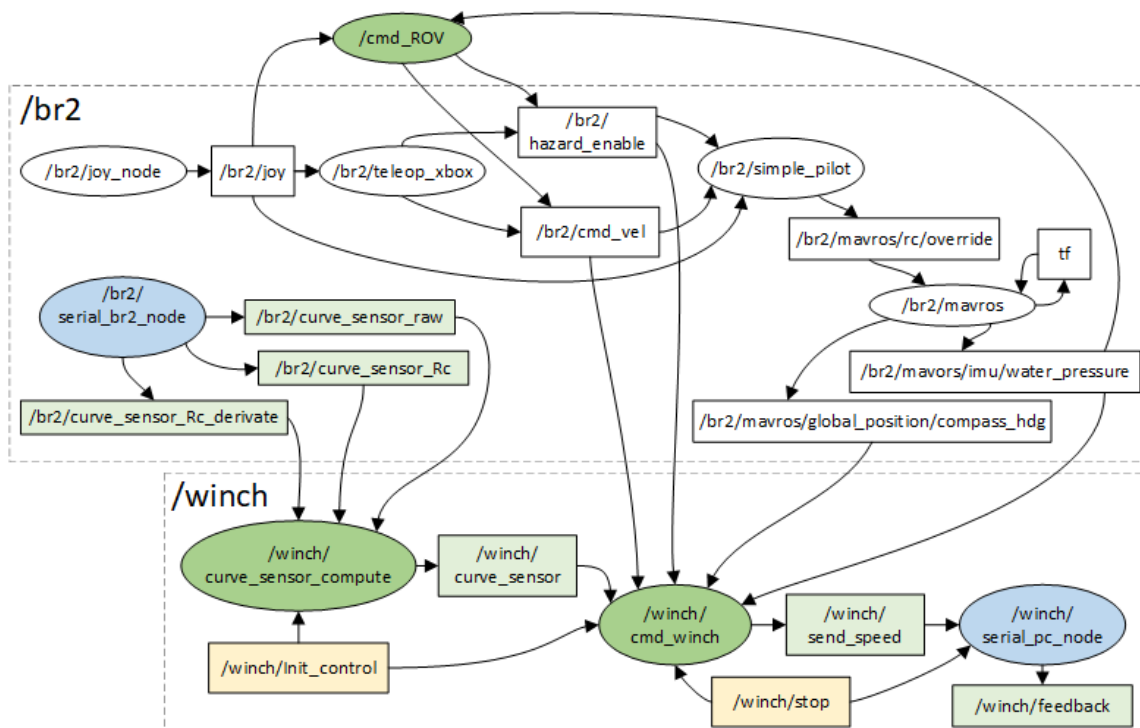 /cmd_ROV
/br2
/br2/joy_node
/br2/joy
/br2/teleop_xbox
/br2/
hazard_enable
/br2/simple_pilot
/br2/cmd_vel
/br2/mavros/rc/override
tf
/br2/mavros
/br2/
serial_br2_node
/br2/curve_sensor_raw
/br2/curve_sensor_Rc
/br2/curve_sensor_Rc_derivate
/br2/mavors/imu/water_pressure
/br2/mavros/global_position/compass_hdg
/winch
/winch/
curve_sensor_compute
/winch/
curve_sensor
/winch/
cmd_winch
/winch/
send_speed
/winch/
serial_pc_node
/winch/Init_control
/winch/stop
/winch/feedback